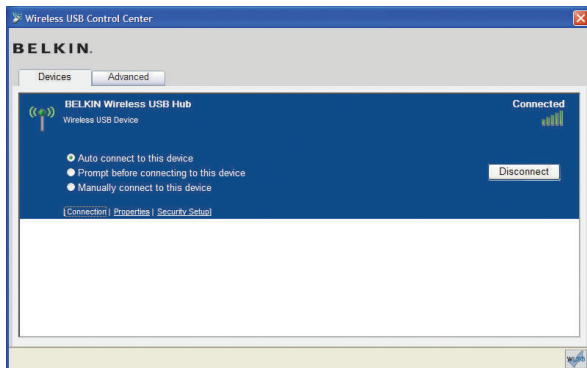 Wireless USB Control Center
BELKIN.
Devices
Advanced
BELKIN Wireless USB Hub
Connected
Wireless USB Device
Auto connect to this device
Prompt before connecting to this device
Disconnect
Manually connect to this device
[Connection | Properties | Security Setup]